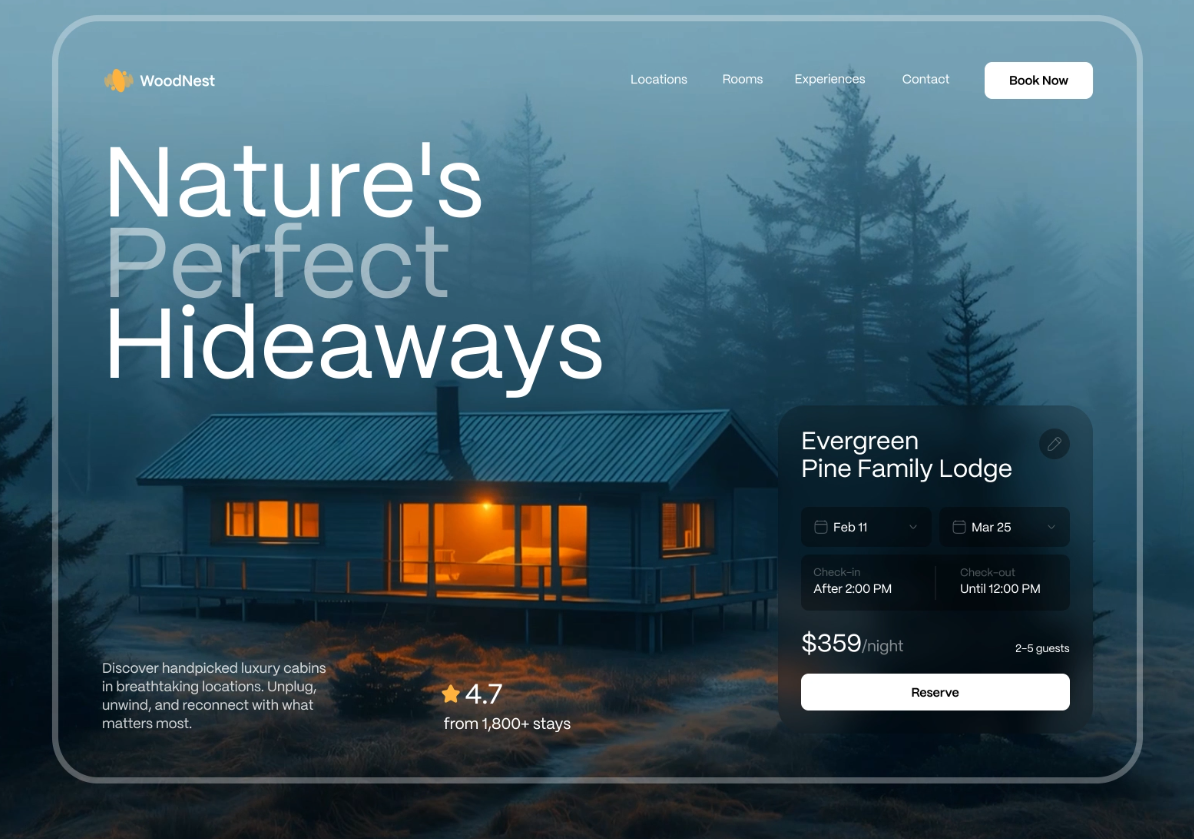 WoodNest
Locations
Rooms
Experiences
Contact
Book Now
Nature's
Perfect
Hideaways
Evergreen
Pine Family Lodge
Feb 11
Mar 25
Check-in
After 2:00 PM
Check-out
Until 12:00 PM
$359/night
2-5 guests
Reserve
Discover handpicked luxury cabins
in breathtaking locations. Unplug,
unwind, and reconnect with what
matters most.
4.7
from 1,800+ stays